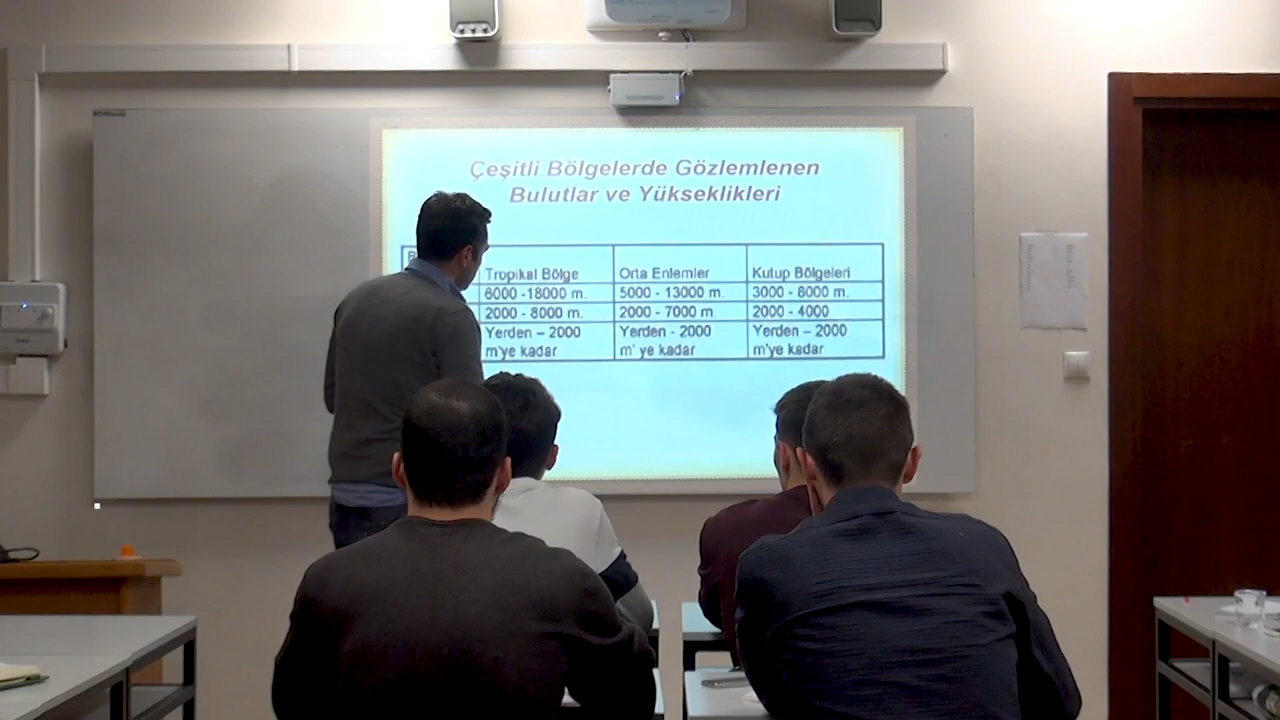 Çeşitli Bölgelerde Gözlemlenen
Bulutlar ve Yükseklikleri
Tropikal Bölge Orta Enlemler Kutup Bölgeleri
6000 -18000 m. 5000 - 13000 m. 3000 - 8000 m.
2000 - 8000 m. 2000 - 7000 m. 2000 - 4000
Yerden – 2000 Yerden - 2000 Yerden – 2000
m'ye kadar m' ye kadar m'ye kadar